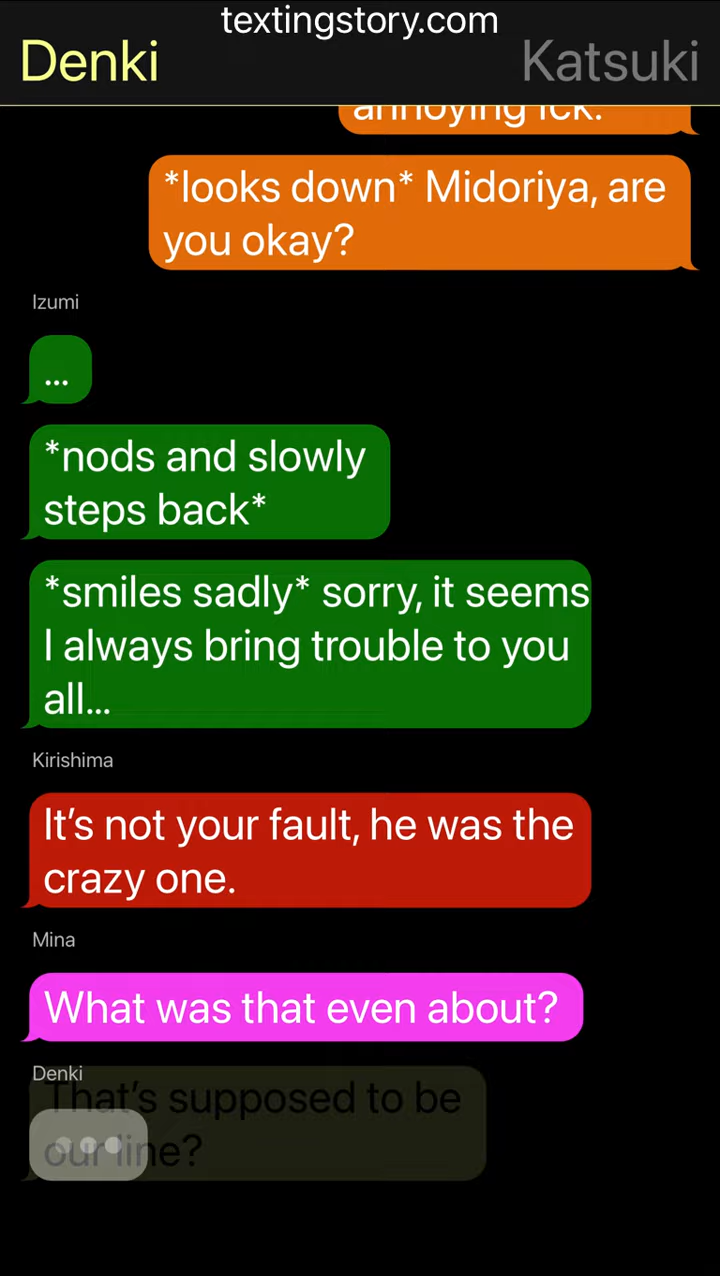 textingstory.com
Denki Katsuki
annoying ick.
*looks down* Midoriya, are
you okay?
Izumi
...
*nods and slowly
steps back*
*smiles sadly* sorry, it seems
I always bring trouble to you
all...
Kirishima
It’s not your fault, he was the
crazy one.
Mina
What was that even about?
Denki
That’s supposed to be
our line?